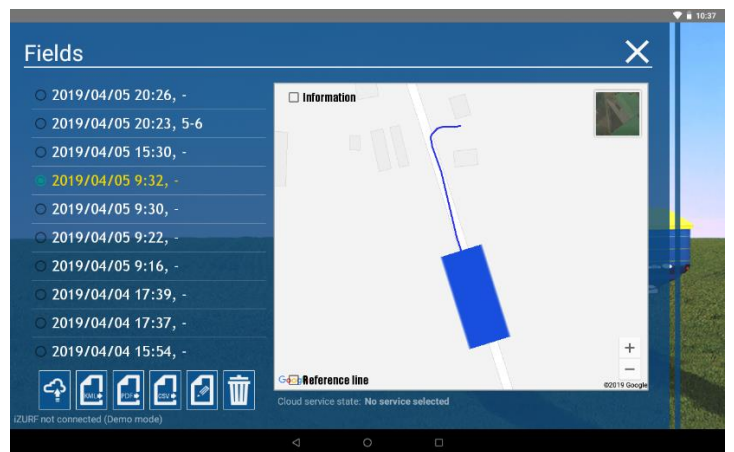 10:37
Fields
2019/04/05 20:26, -
2019/04/05 20:23, 5-6
2019/04/05 15:30, -
2019/04/05 9:32, -
2019/04/05 9:30, -
2019/04/05 9:22, -
2019/04/05 9:16, -
2019/04/04 17:39, -
2019/04/04 17:37, -
2019/04/04 15:54, -
Information
+
−
Reference line
©2019 Google
KML
PDF
CSV
Cloud service state: No service selected
iZURF not connected (Demo mode)